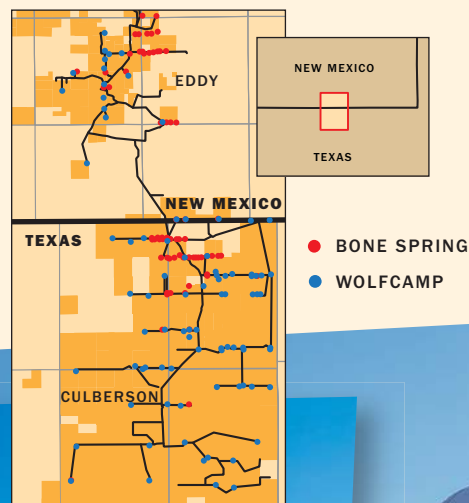 EDDY
NEW MEXICO
TEXAS
NEW MEXICO
TEXAS
BONE SPRING
WOLFCAMP
CULBERSON